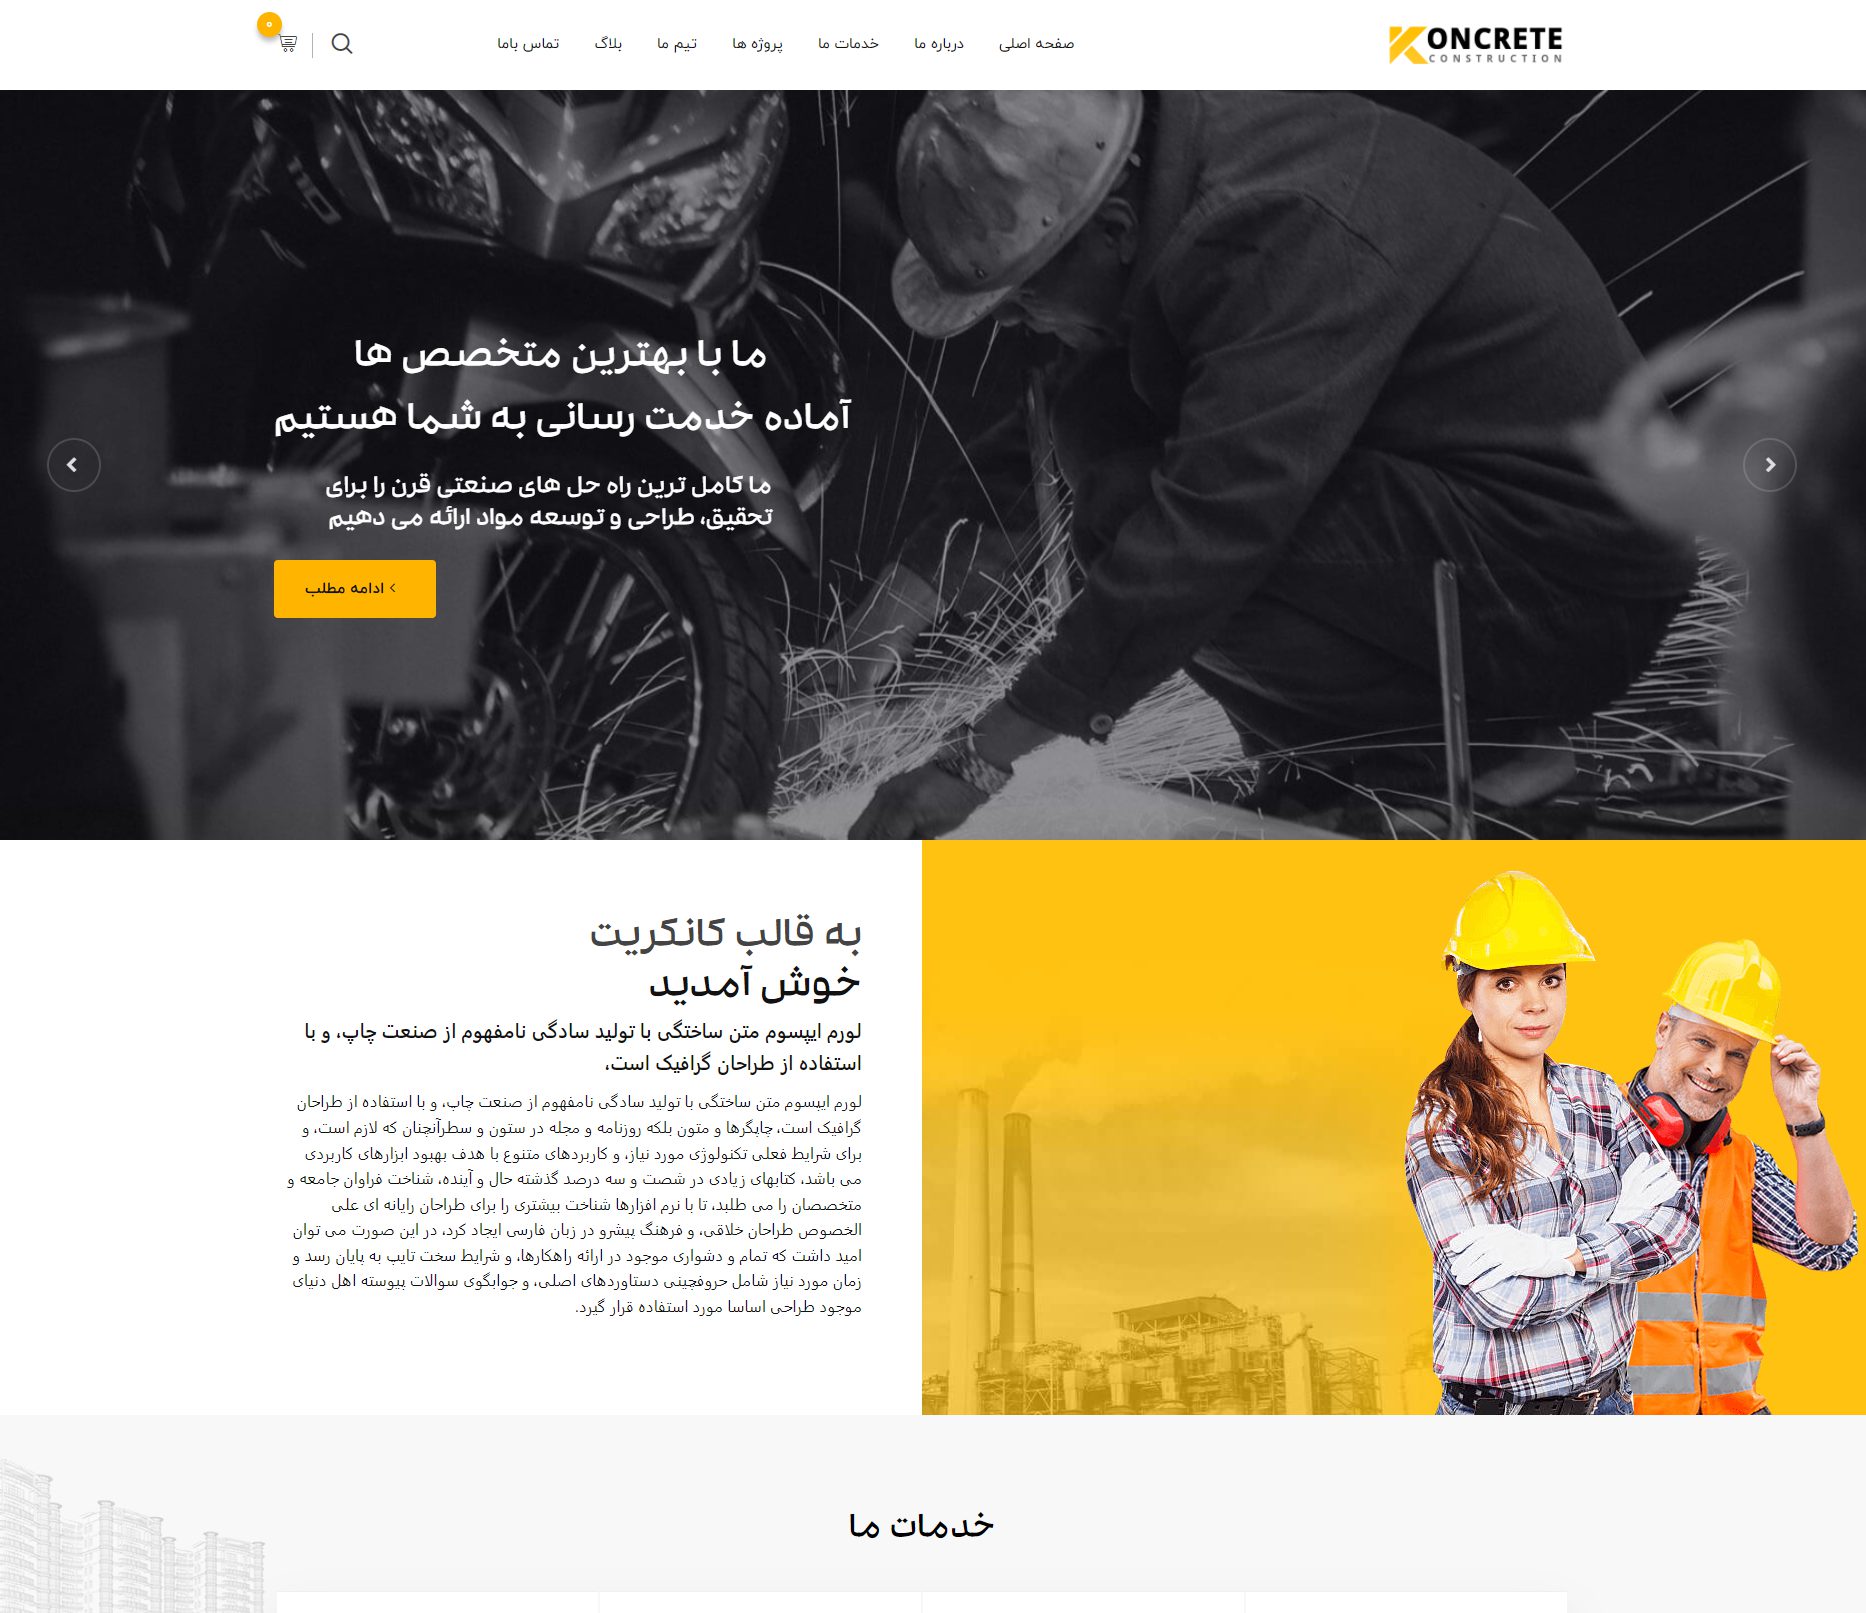 KONCRETE
CONSTRUCTION
صفحه اصلی
درباره ما
خدمات ما
پروژه ها
تیم ما
بلاگ
تماس باما
۰
ما با بهترین متخصص ها
آماده خدمت رسانی به شما هستیم
ما کامل ترین راه حل های صنعتی قرن را برای
تحقیق، طراحی و توسعه مواد ارائه می دهیم
ادامه مطلب
به قالب کانکریت
خوش آمدید
لورم ایپسوم متن ساختگی با تولید سادگی نامفهوم از صنعت چاپ، و با
استفاده از طراحان گرافیک است،
لورم ایپسوم متن ساختگی با تولید سادگی نامفهوم از صنعت چاپ، و با استفاده از طراحان
گرافیک است، چاپگرها و متون بلکه روزنامه و مجله در ستون و سطرآنچنان که لازم است، و
برای شرایط فعلی تکنولوژی مورد نیاز، و کاربردهای متنوع با هدف بهبود ابزارهای کاربردی
می باشد، کتابهای زیادی در شصت و سه درصد گذشته حال و آینده، شناخت فراوان جامعه و
متخصصان را می طلبد، تا با نرم افزارها شناخت بیشتری را برای طراحان رایانه ای علی
الخصوص طراحان خلاقی، و فرهنگ پیشرو در زبان فارسی ایجاد کرد، در این صورت می توان
امید داشت که تمام و دشواری موجود در ارائه راهکارها، و شرایط سخت تایپ به پایان رسد و
زمان مورد نیاز شامل حروفچینی دستاوردهای اصلی، و جوابگوی سوالات پیوسته اهل دنیای
موجود طراحی اساسا مورد استفاده قرار گیرد.
خدمات ما